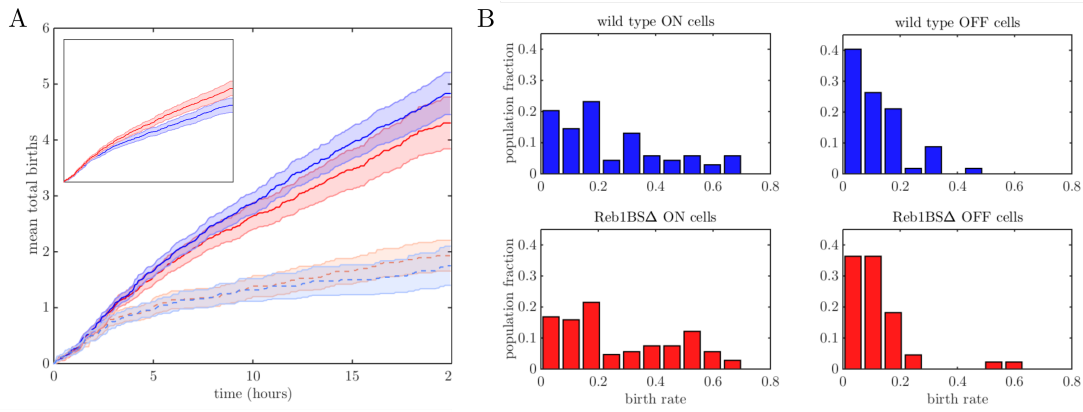 A
6
5
4
3
2
1
0
mean total births
0 5 10 15 2
time (hours)
B
wild type ON cells
0.4
0.3
0.2
0.1
0
population fraction
0 0.2 0.4 0.6 0.8
wild type OFF cells
0.4
0.3
0.2
0.1
0
0 0.2 0.4 0.6 0.8
Reb1BSΔ ON cells
0.4
0.3
0.2
0.1
0
population fraction
0 0.2 0.4 0.6 0.8
birth rate
Reb1BSΔ OFF cells
0.4
0.3
0.2
0.1
0
0 0.2 0.4 0.6 0.8
birth rate